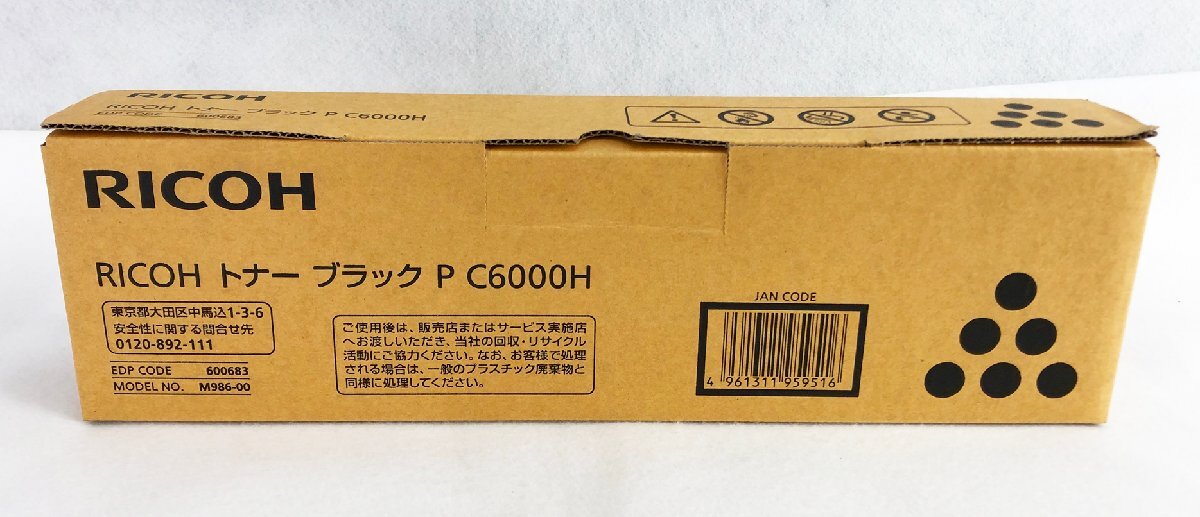 RICOH
RICOH トナー ブラック P C6000H
EDP CODE 600683
RICOH
RICOH トナー ブラック P C6000H
東京都大田区中馬込1-3-6
安全性に関する問合せ先
0120-892-111
EDP CODE 600683
MODEL NO. M986-00
ご使用後は、販売店またはサービス実施店
へお渡しいただき、当社の回収・リサイクル
活動にご協力ください。なお、お客様で処理
される場合は、一般のプラスチック廃棄物と
同様に処理してください。
JAN CODE
4 961311 959516